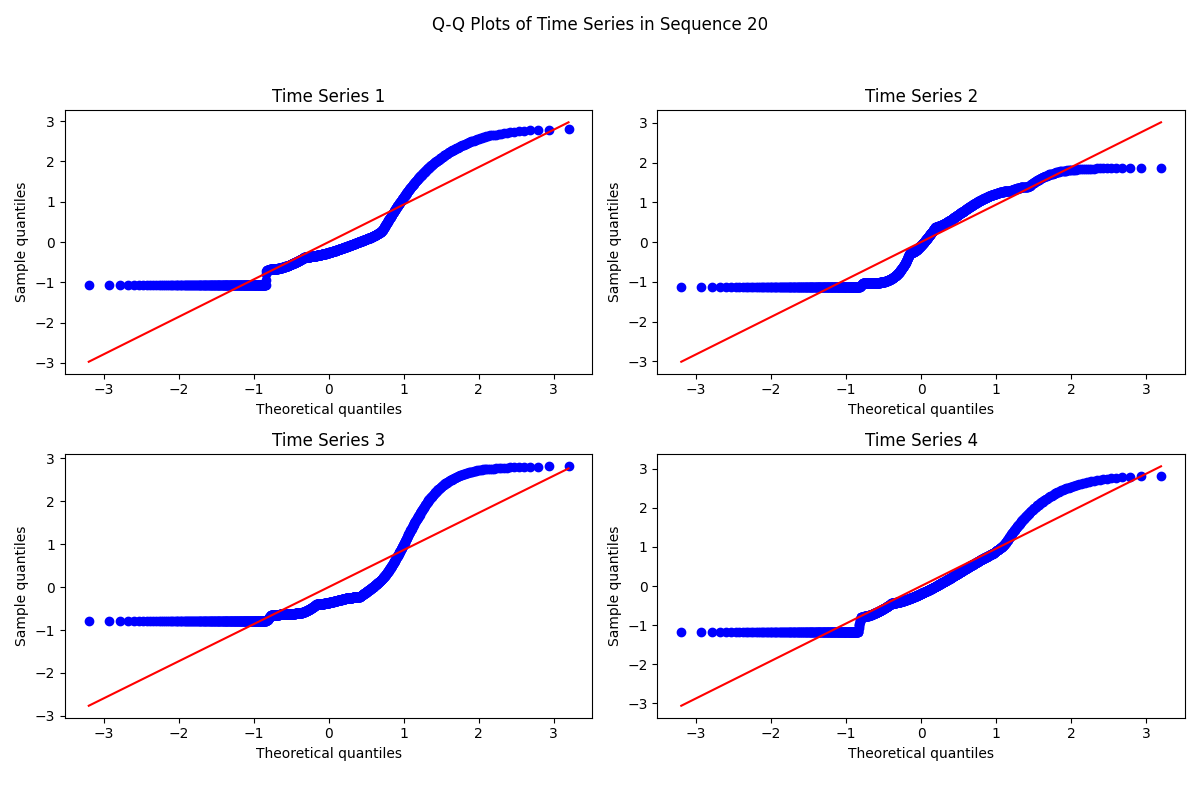 Q-Q Plots of Time Series in Sequence 20
Time Series 1
3
2
1
0
−1
−2
−3
Sample quantiles
−3 −2 −1 0 1 2 3
Theoretical quantiles
Time Series 2
3
2
1
0
−1
−2
−3
Sample quantiles
−3 −2 −1 0 1 2 3
Theoretical quantiles
Time Series 3
3
2
1
0
−1
−2
−3
Sample quantiles
−3 −2 −1 0 1 2 3
Theoretical quantiles
Time Series 4
3
2
1
0
−1
−2
−3
Sample quantiles
−3 −2 −1 0 1 2 3
Theoretical quantiles